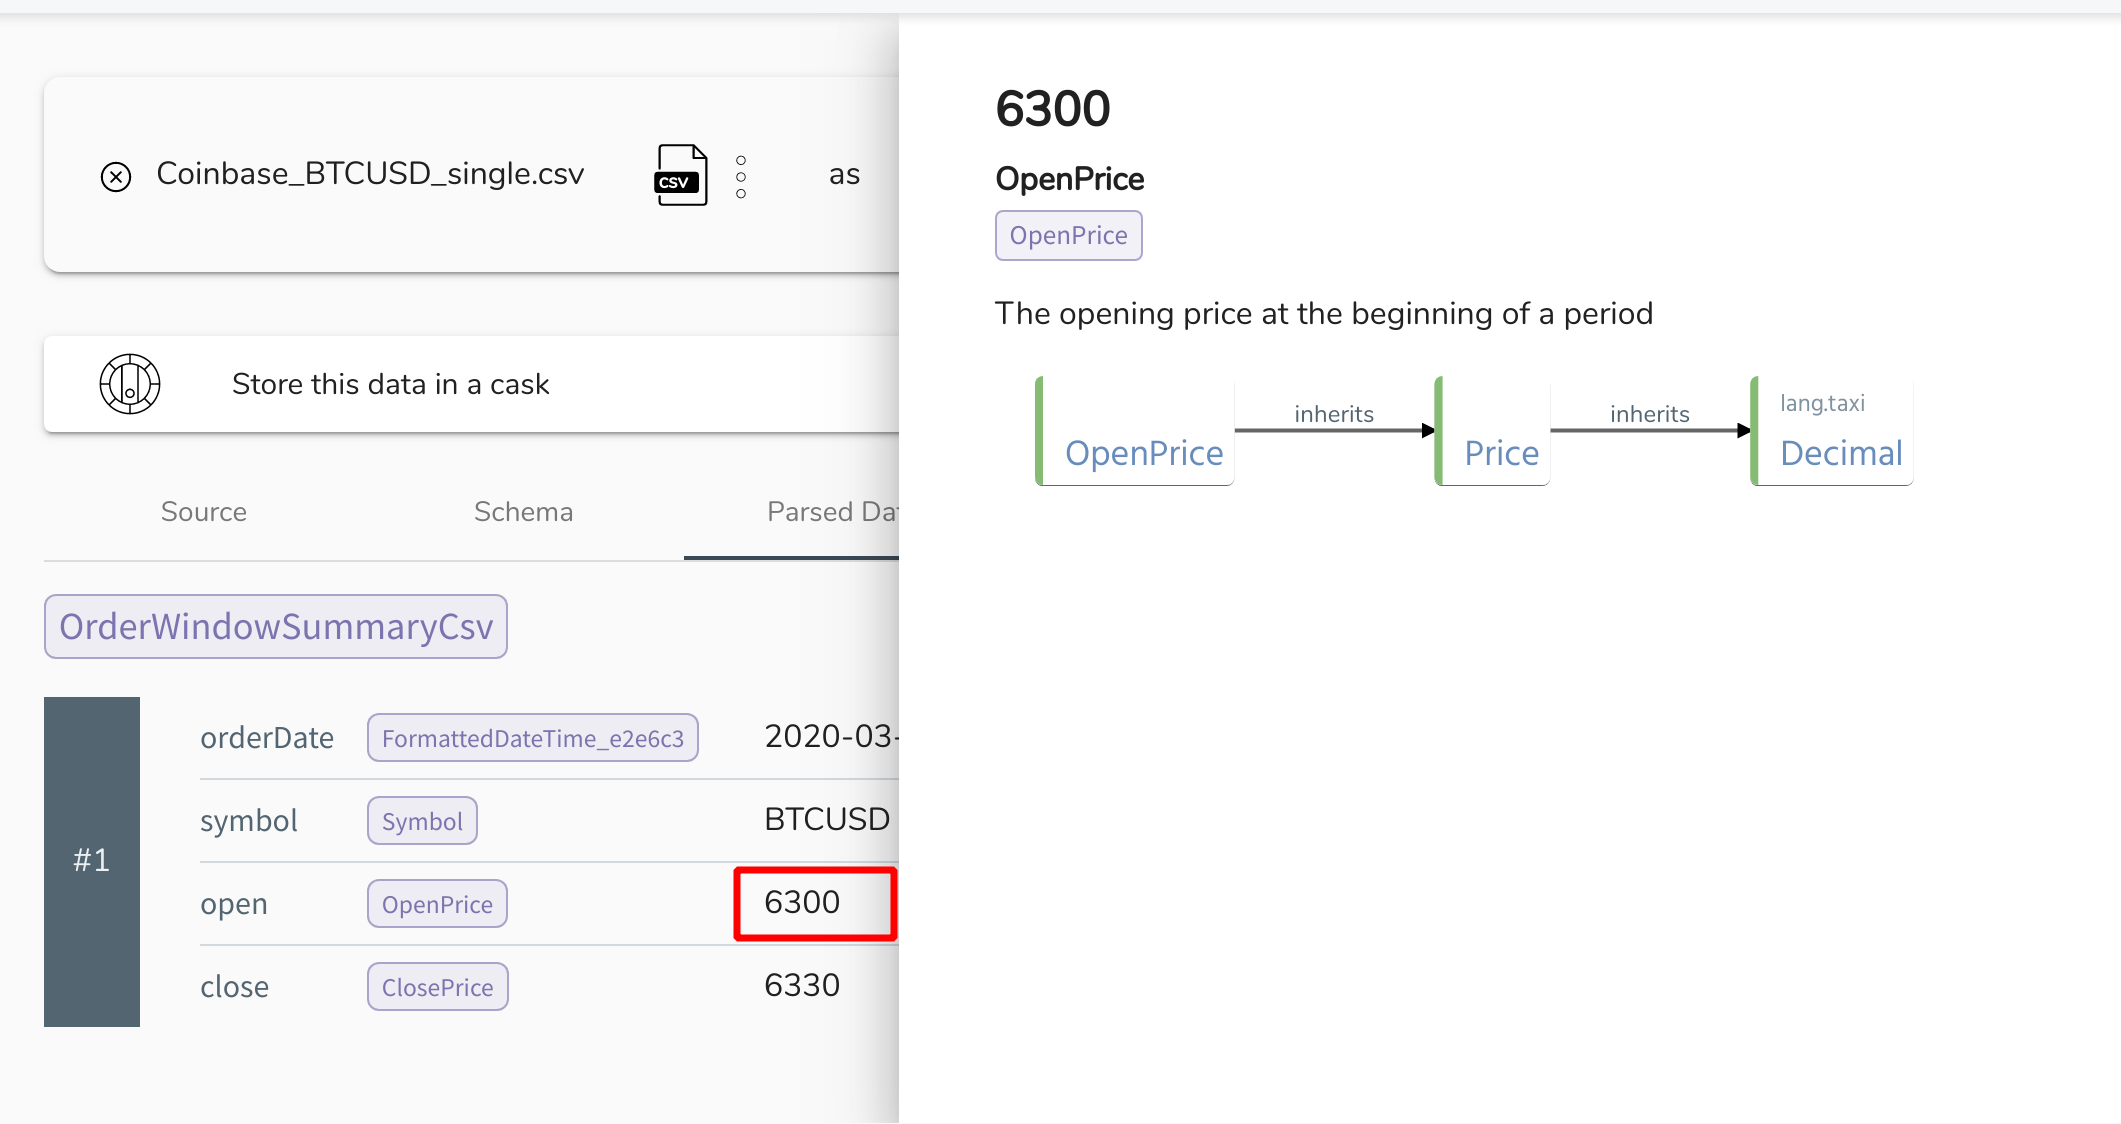 Coinbase_BTCUSD_single.csv
CSV
as
Store this data in a cask
Source
Schema
Parsed Dat
OrderWindowSummaryCsv
#1
orderDate FormattedDateTime_e2e6c3 2020-03-
symbol Symbol BTCUSD
open OpenPrice 6300
close ClosePrice 6330
6300
OpenPrice
OpenPrice
The opening price at the beginning of a period
OpenPrice
inherits
Price
inherits
lang.taxi
Decimal